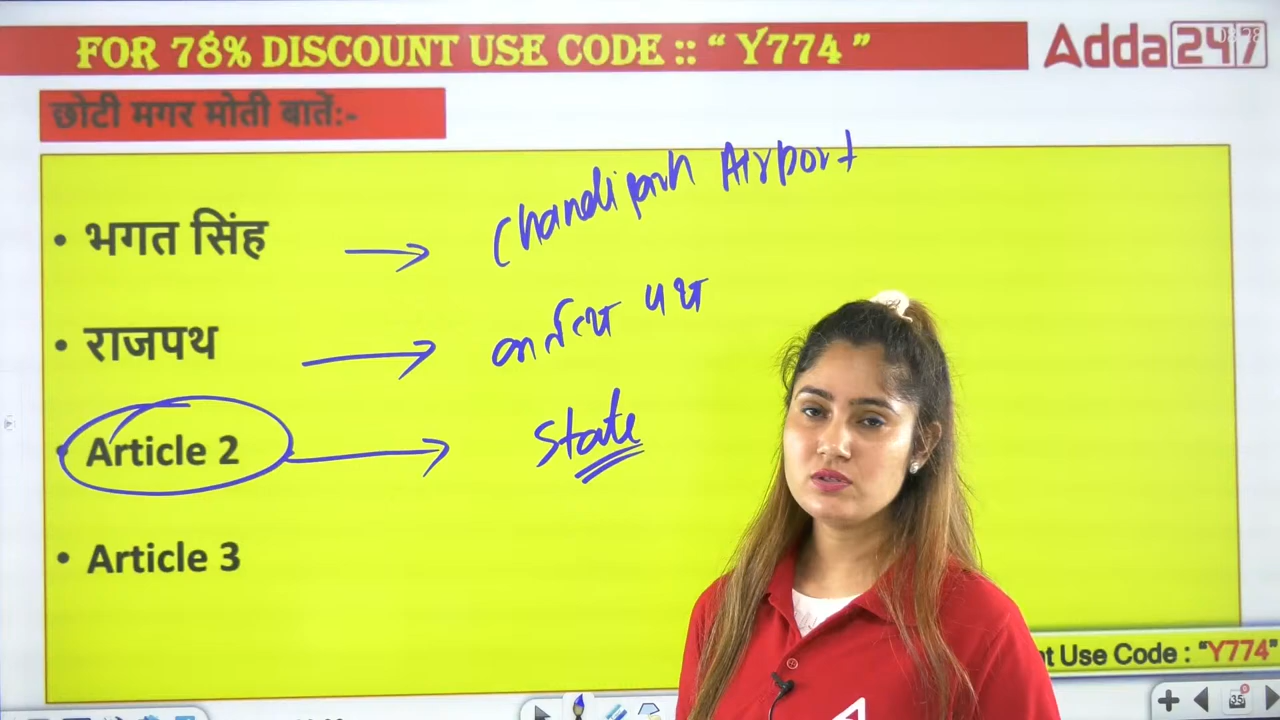 FOR 78% DISCOUNT USE CODE :: “ Y774 ”
Adda247
छोटी मगर मोती बातें:-
• भगत सिंह → Chandigarh Airport
• राजपथ → कर्तव्य पथ
• Article 2 → State
• Article 3
nt Use Code : “Y774”
35